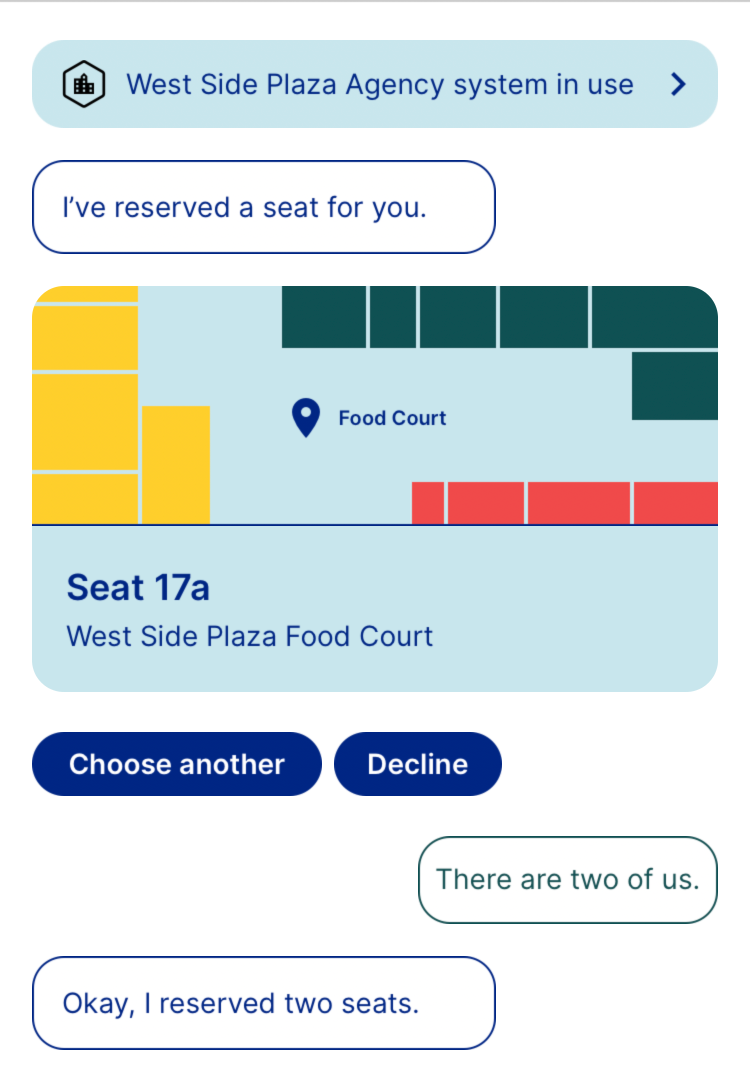 West Side Plaza Agency system in use
I’ve reserved a seat for you.
Food Court
Seat 17a
West Side Plaza Food Court
Choose another
Decline
There are two of us.
Okay, I reserved two seats.